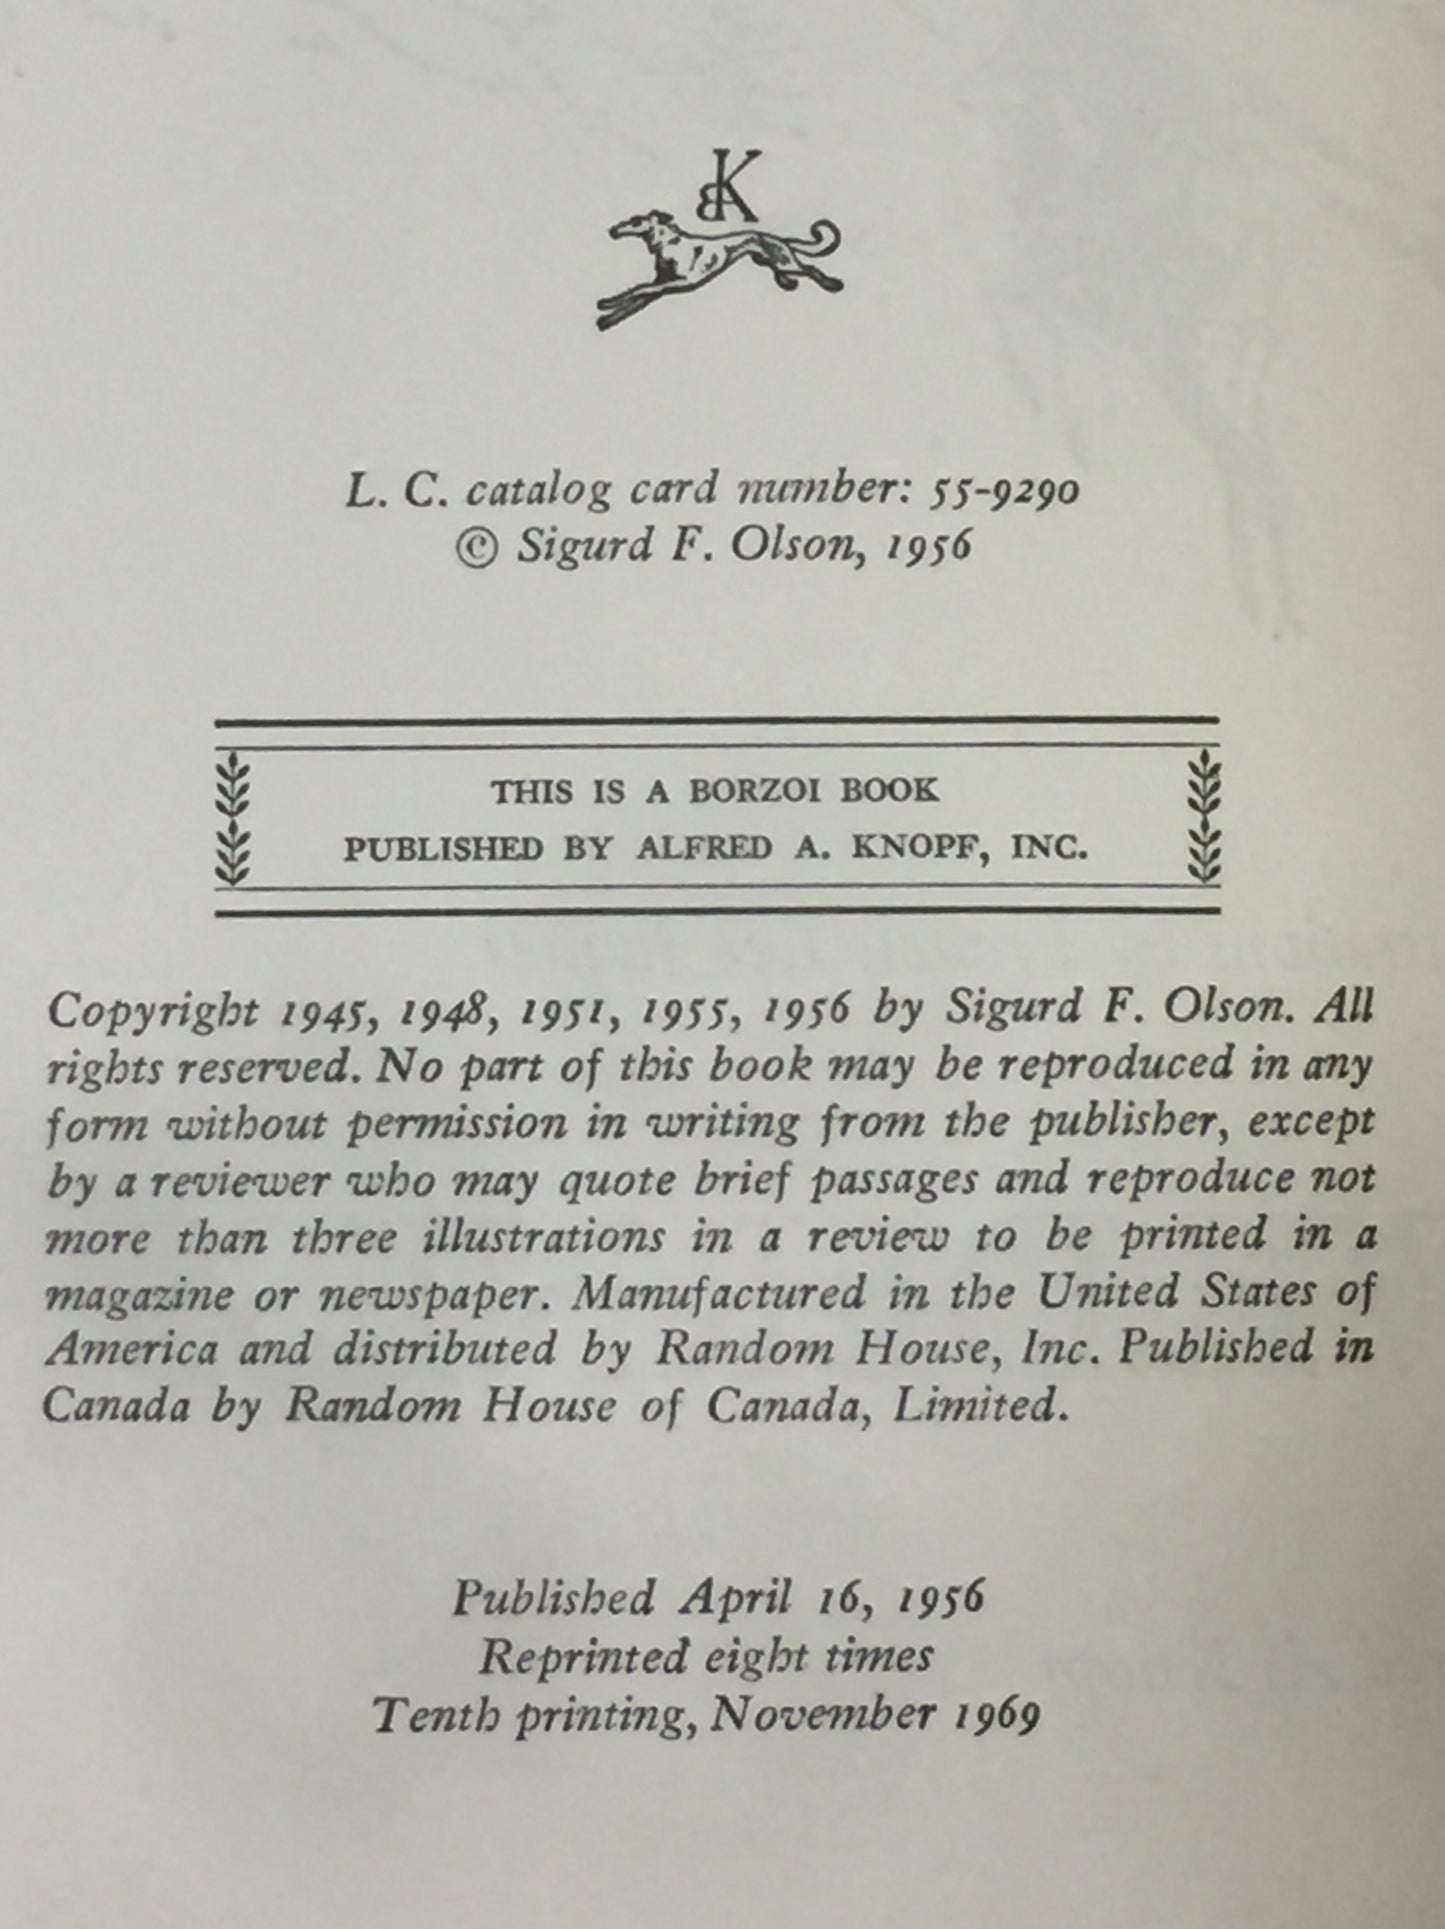 BK
L. C. catalog card number: 55-9290
© Sigurd F. Olson, 1956
THIS IS A BORZOI BOOK
PUBLISHED BY ALFRED A. KNOPF, INC.
Copyright 1945, 1948, 1951, 1955, 1956 by Sigurd F. Olson. All
rights reserved. No part of this book may be reproduced in any
form without permission in writing from the publisher, except
by a reviewer who may quote brief passages and reproduce not
more than three illustrations in a review to be printed in a
magazine or newspaper. Manufactured in the United States of
America and distributed by Random House, Inc. Published in
Canada by Random House of Canada, Limited.
Published April 16, 1956
Reprinted eight times
Tenth printing, November 1969